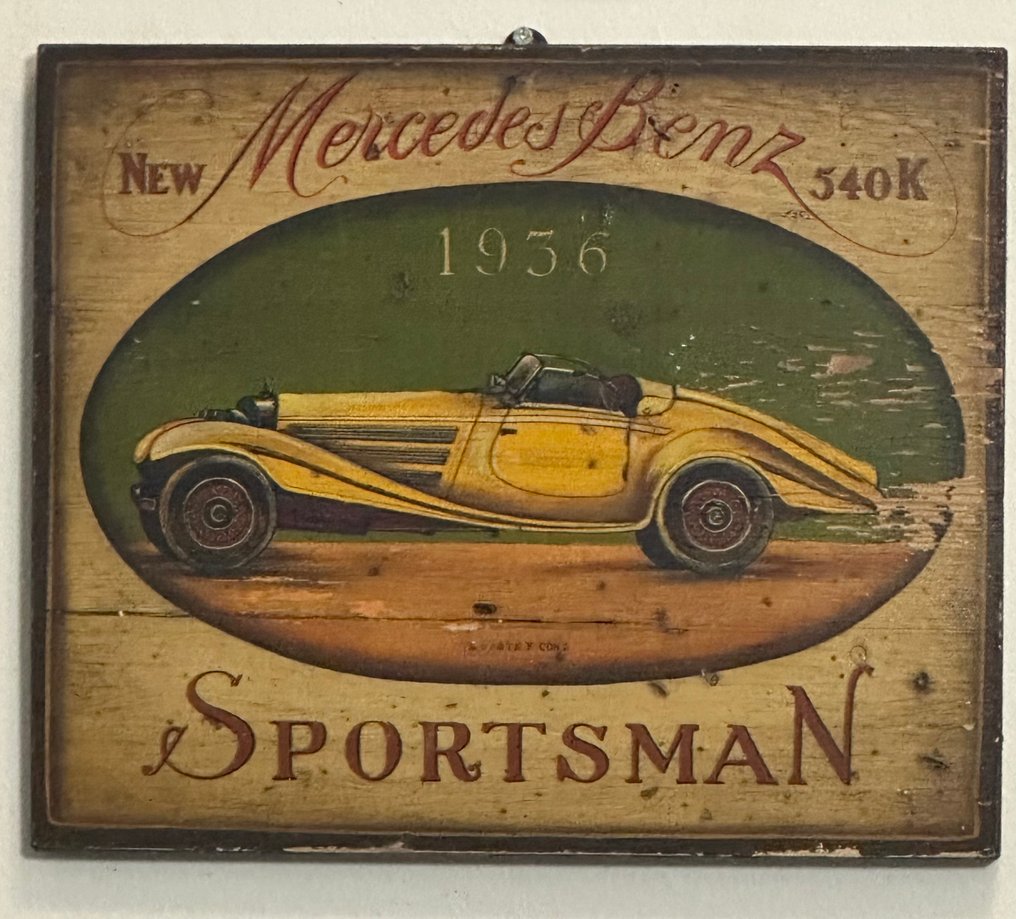 New Mercedes Benz 540K
1936
SPORTSMAN